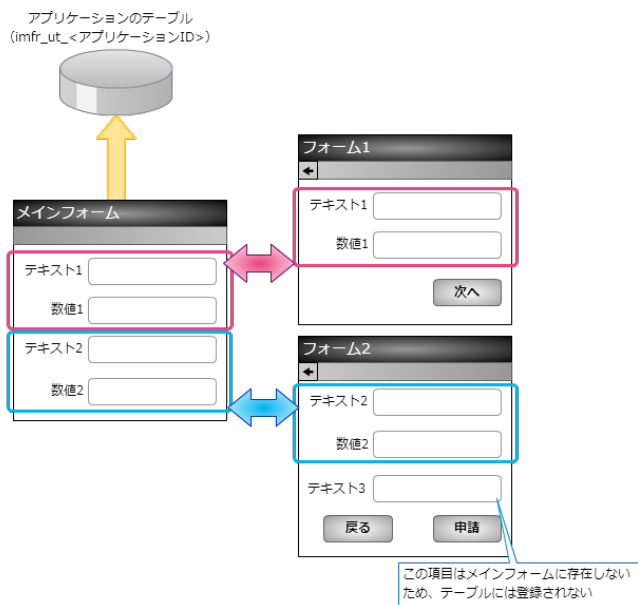 アプリケーションのテーブル
（imfr_ut_<アプリケーションID>）
メインフォーム
テキスト1
数値1
テキスト2
数値2
フォーム1
テキスト1
数値1
次へ
フォーム2
テキスト2
数値2
テキスト3
戻る
申請
この項目はメインフォームに存在しない
ため、テーブルには登録されない